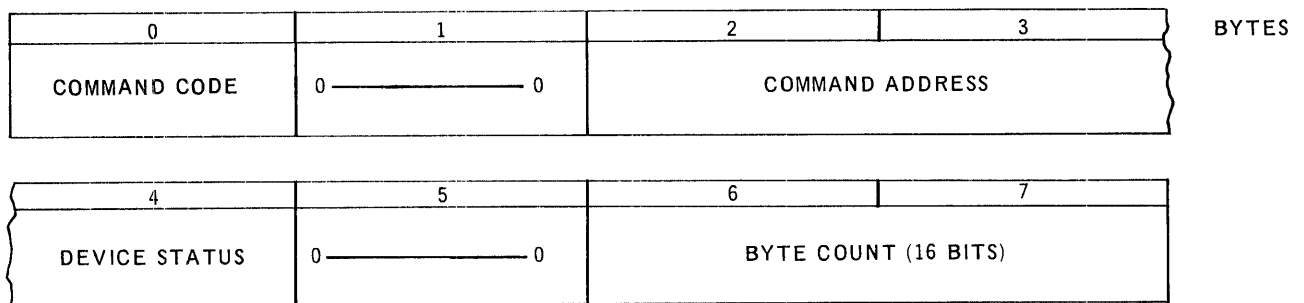 0 1 2 3 BYTES
COMMAND CODE 0 0 COMMAND ADDRESS
4 5 6 7
DEVICE STATUS 0 0 BYTE COUNT (16 BITS)